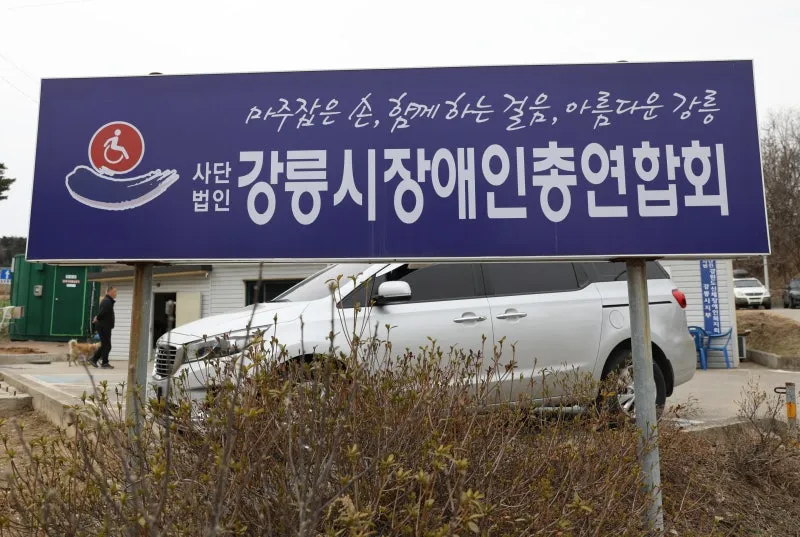 마주잡은 손, 함께하는 걸음, 아름다운 강릉
사단법인
강릉시장애인총연합회